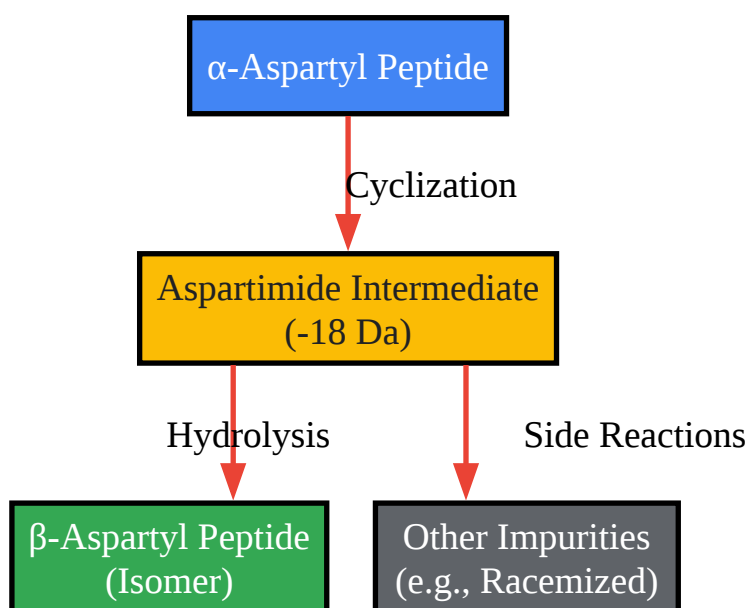 α-Aspartyl Peptide
Cyclization
Aspartimide Intermediate
(-18 Da)
Hydrolysis
Side Reactions
β-Aspartyl Peptide
(Isomer)
Other Impurities
(e.g., Racemized)